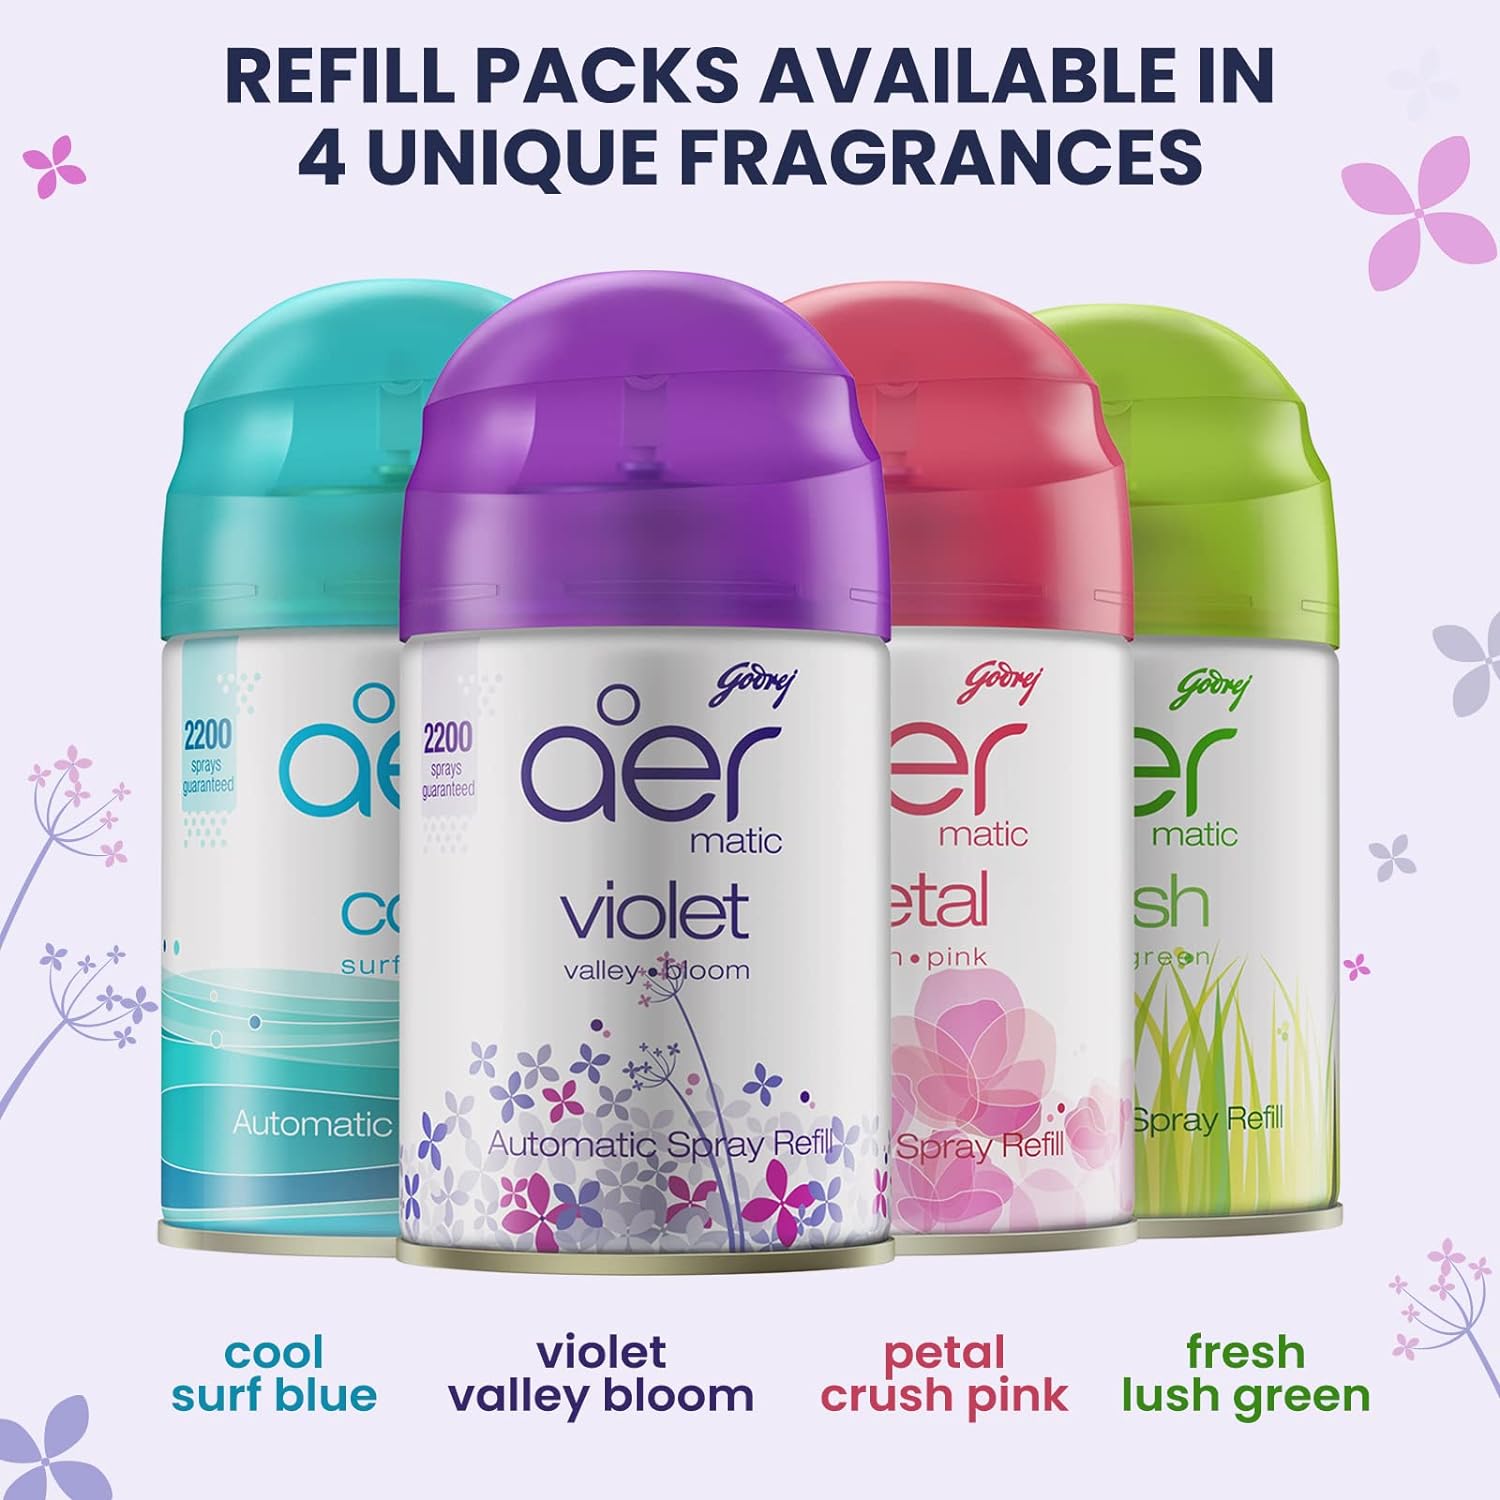 REFILL PACKS AVAILABLE IN
4 UNIQUE FRAGRANCES
2200
sprays
guaranteed
surf
Automatic
2200
sprays
guaranteed
Godrej
aer
matic
violet
valley•bloom
Automatic Spray Refill
Godrej
er
matic
etal
pink
Spray Refill
Godrej
er
matic
sh
green
Spray Refill
cool
surf blue
violet
valley bloom
petal
crush pink
fresh
lush green